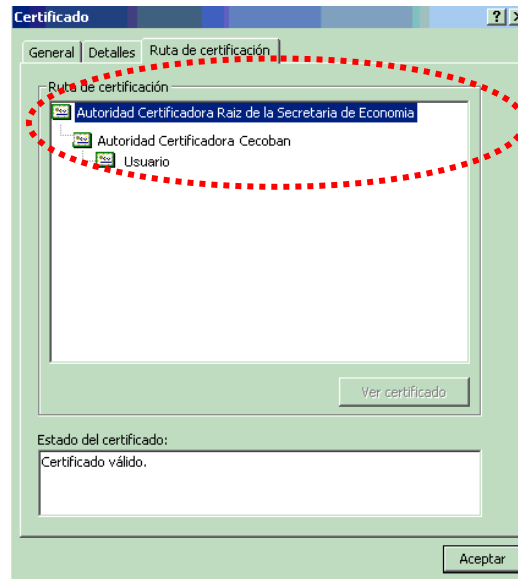 Certificado
General Detalles Ruta de certificación
Ruta de certificación
Autoridad Certificadora Raiz de la Secretaria de Economia
Autoridad Certificadora Cecoban
Usuario
Ver certificado
Estado del certificado:
Certificado válido.
Aceptar